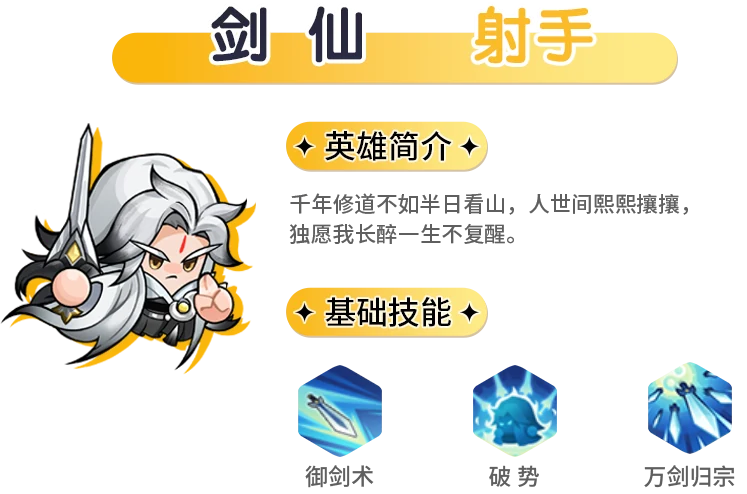 剑仙 射手
英雄简介
千年修道不如半日看山，人世间熙熙攘攘，
独愿我长醉一生不复醒。
基础技能
御剑术 破势 万剑归宗